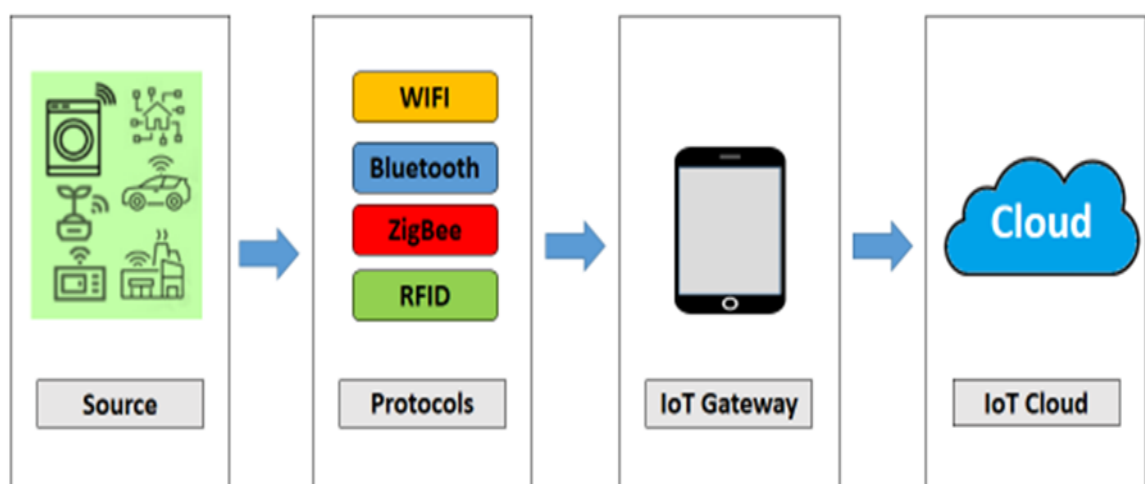 WIFI
Bluetooth
ZigBee
RFID
Cloud
Source
Protocols
IoT Gateway
IoT Cloud